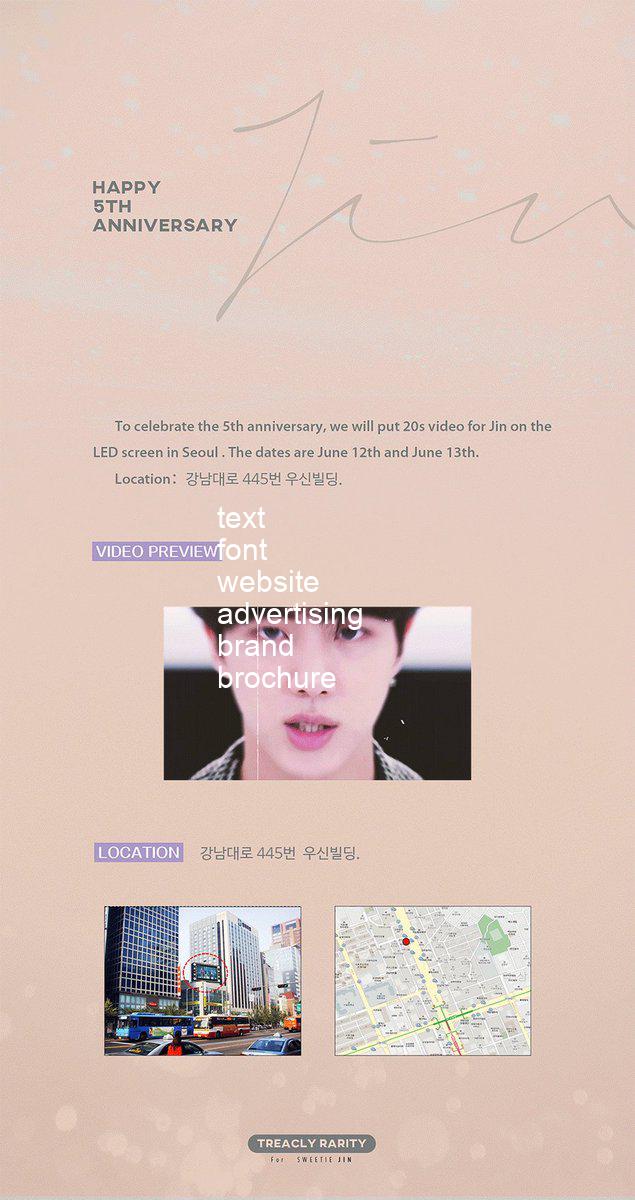 Jin
HAPPY
5TH
ANNIVERSARY
To celebrate the 5th anniversary, we will put 20s video for Jin on the
LED screen in Seoul . The dates are June 12th and June 13th.
Location： 강남대로 445번 우신빌딩.
text
VIDEO PREVIEW
font
website
advertising
brand
brochure
LOCATION 강남대로 445번 우신빌딩.
TREACLY RARITY
For SWEETIE JIN